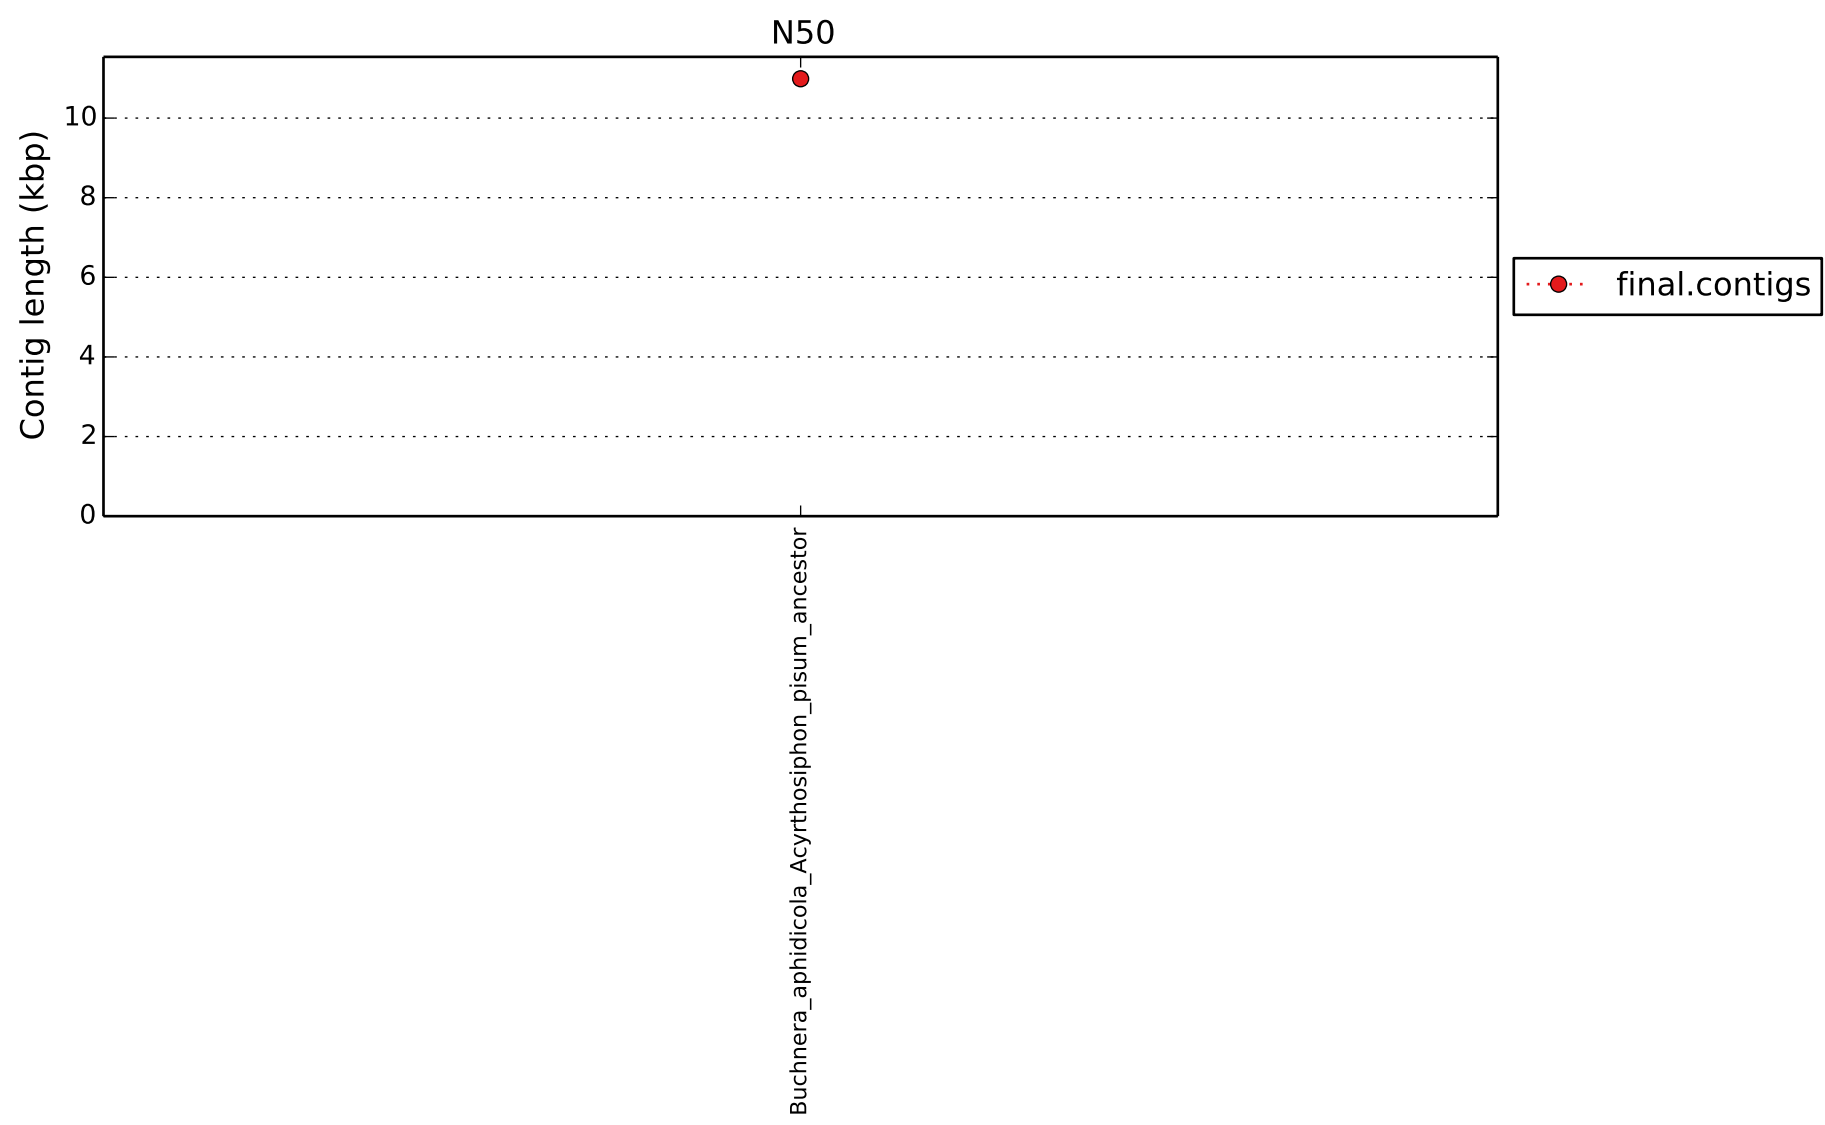 N50
Contig length (kbp)
10
8
6
4
2
0
final.contigs
Buchnera_aphidicola_Acyrthosiphon_pisum_ancestor